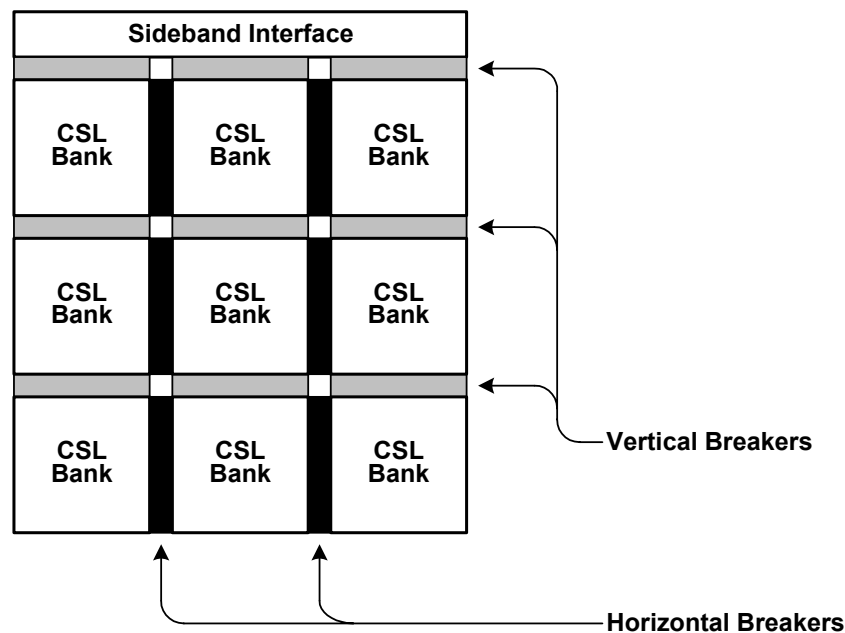 Sideband Interface
CSL CSL CSL
Bank Bank Bank
CSL CSL CSL
Bank Bank Bank
CSL CSL CSL
Bank Bank Bank
Vertical Breakers
Horizontal Breakers